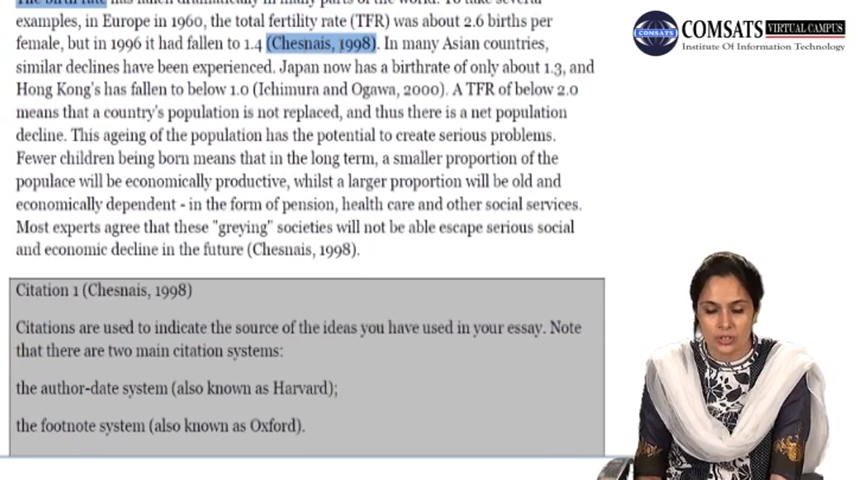 The birth rate has fallen dramatically in many parts of the world. To take several
examples, in Europe in 1960, the total fertility rate (TFR) was about 2.6 births per
female, but in 1996 it had fallen to 1.4 (Chesnais, 1998). In many Asian countries,
similar declines have been experienced. Japan now has a birthrate of only about 1.3, and
Hong Kong's has fallen to below 1.0 (Ichimura and Ogawa, 2000). A TFR of below 2.0
means that a country's population is not replaced, and thus there is a net population
decline. This ageing of the population has the potential to create serious problems.
Fewer children being born means that in the long term, a smaller proportion of the
populace will be economically productive, whilst a larger proportion will be old and
economically dependent - in the form of pension, health care and other social services.
Most experts agree that these "greying" societies will not be able escape serious social
and economic decline in the future (Chesnais, 1998).
Citation 1 (Chesnais, 1998)
Citations are used to indicate the source of the ideas you have used in your essay. Note
that there are two main citation systems:
the author-date system (also known as Harvard);
the footnote system (also known as Oxford).
COMSATS
COMSATS VIRTUAL CAMPUS
Institute Of Information Technology